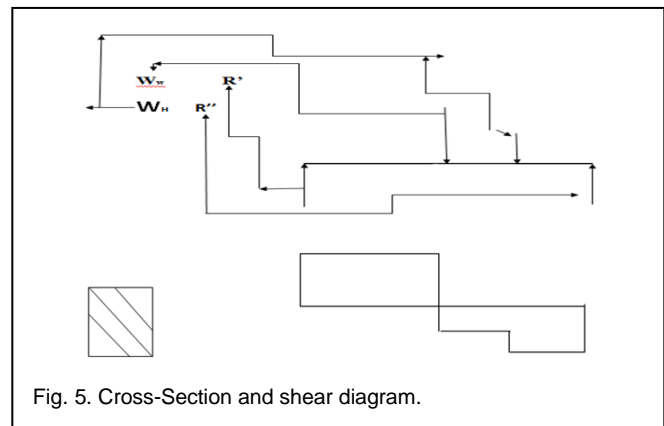 Ww R’
WH R’’
Fig. 5. Cross-Section and shear diagram.